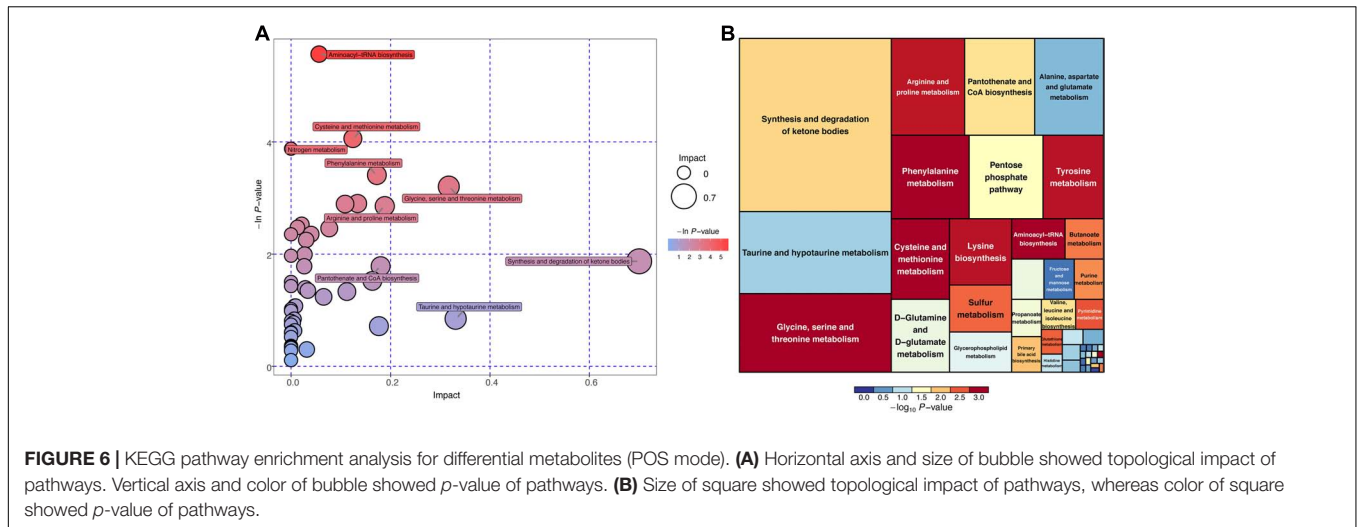 A
Aminoacyl−tRNA biosynthesis
Cysteine and methionine metabolism
Nitrogen metabolism
Phenylalanine metabolism
Glycine, serine and threonine metabolism
Arginine and proline metabolism
Synthesis and degradation of ketone bodies
Pantothenate and CoA biosynthesis
Taurine and hypotaurine metabolism
4
2
0
−ln P−value
0.0 0.2 0.4 0.6
Impact
Impact
0
0.7
−ln P−value
1 2 3 4 5
B
Synthesis and degradation
of ketone bodies
Taurine and hypotaurine metabolism
Glycine, serine and
threonine metabolism
Arginine and
proline metabolism
Pantothenate and
CoA biosynthesis
Alanine, aspartate
and glutamate
metabolism
Phenylalanine
metabolism
Pentose
phosphate
pathway
Tyrosine
metabolism
Cysteine and
methionine
metabolism
Lysine
biosynthesis
Aminoacyl−tRNA
biosynthesis
Butanoate
metabolism
Fructose
and
mannose
metabolism
Purine
metabolism
D−Glutamine
and
D−glutamate
metabolism
Sulfur
metabolism
Propanoate
metabolism
Valine,
leucine and
isoleucine
biosynthesis
Pyrimidine
metabolism
Glycerophospholipid
metabolism
Primary
bile acid
biosynthesis
Histidine
metabolism
0.0 0.5 1.0 1.5 2.0 2.5 3.0
−log10 P−value
FIGURE 6 | KEGG pathway enrichment analysis for differential metabolites (POS mode). (A) Horizontal axis and size of bubble showed topological impact of
pathways. Vertical axis and color of bubble showed p-value of pathways. (B) Size of square showed topological impact of pathways, whereas color of square
showed p-value of pathways.